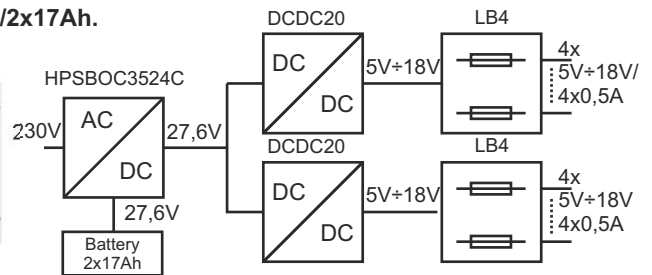 /2x17Ah.
DCDC20
LB4
HPSBOC3524C
DC
DC
5V÷18V
4x
5V÷18V/
4x0,5A
230V
AC
DC
27,6V
DCDC20
LB4
DC
DC
5V÷18V
4x
5V÷18V
4x0,5A
27,6V
Battery
2x17Ah